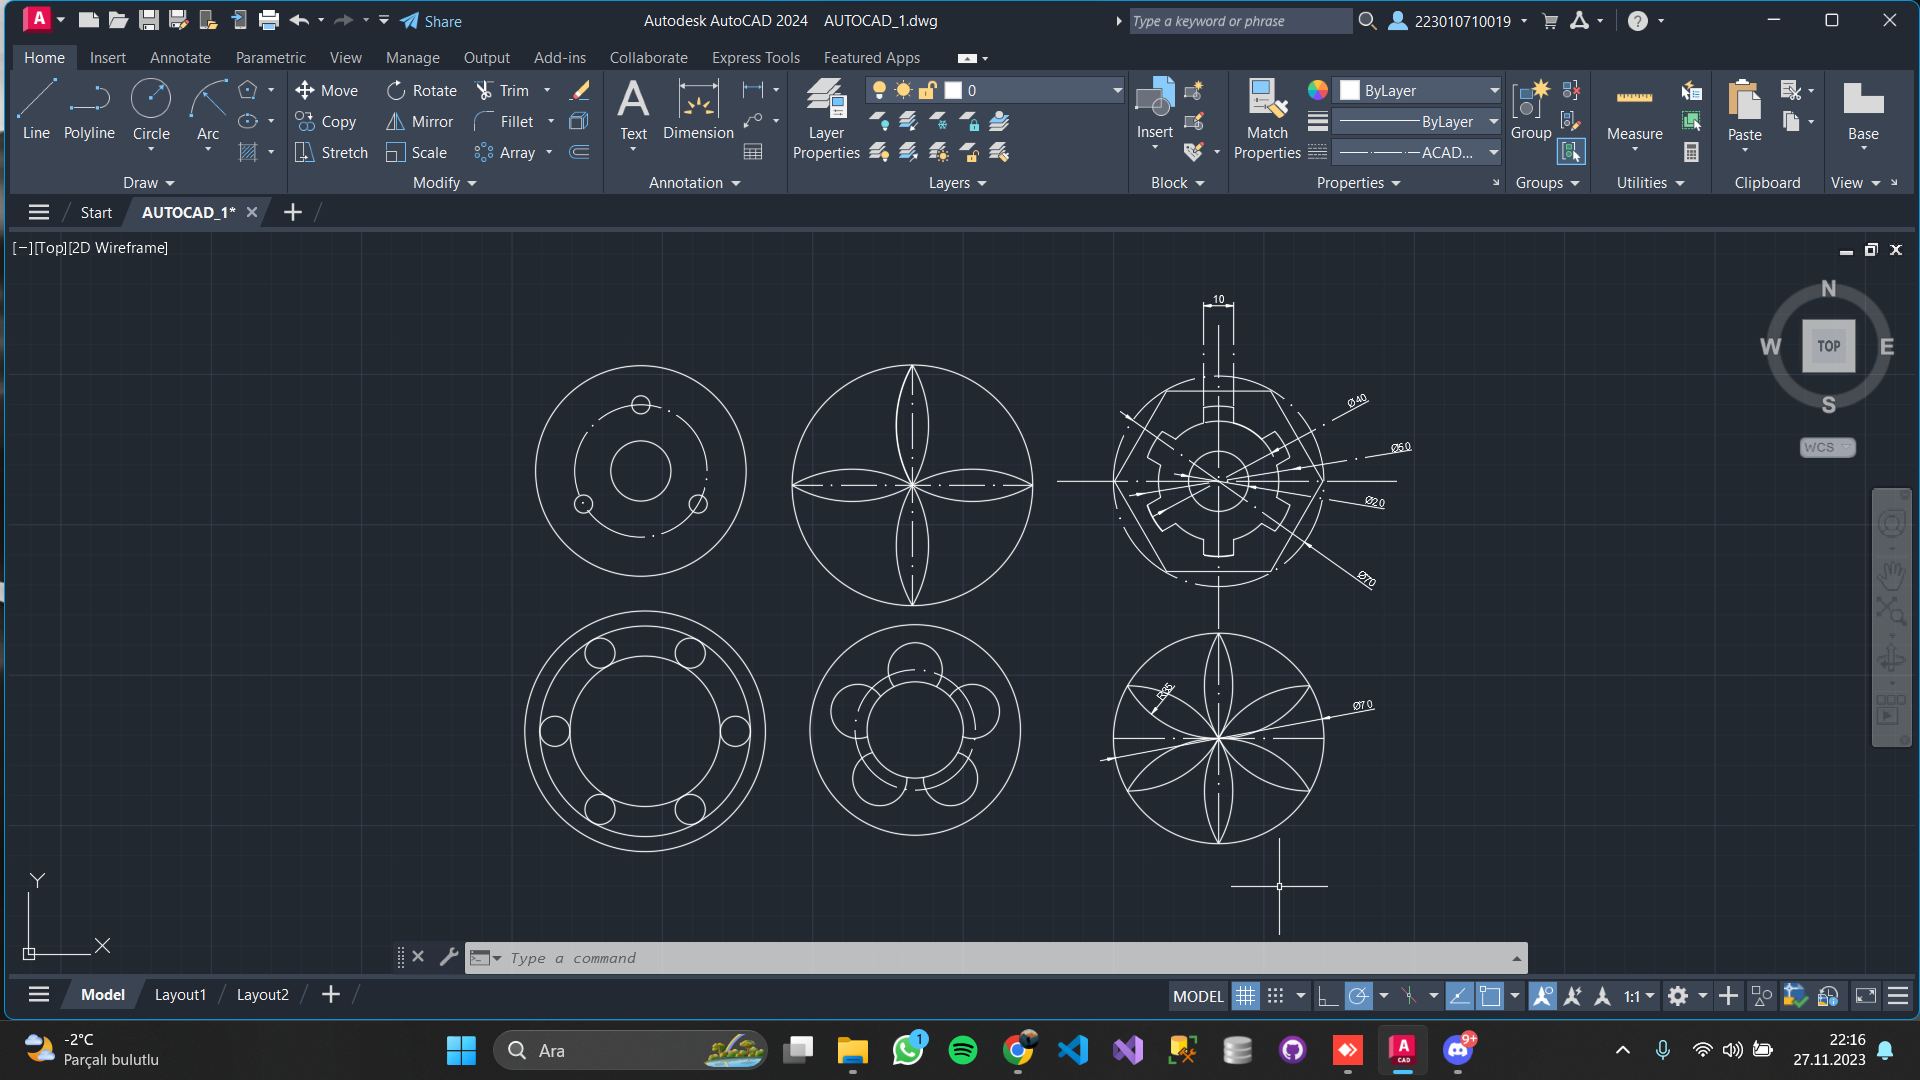 A
Share
Autodesk AutoCAD 2024 AUTOCAD_1.dwg
Type a keyword or phrase
223010710019
Home Insert Annotate Parametric View Manage Output Add-ins Collaborate Express Tools Featured Apps
Line Polyline Circle Arc
Move Rotate Trim
Copy Mirror Fillet
Stretch Scale Array
Text Dimension
Layer Properties
0
Insert
Match Properties
ByLayer
ByLayer
ACAD...
Group
Measure
Paste
Base
Draw Modify Annotation Layers Block Properties Groups Utilities Clipboard View
Start AUTOCAD_1*
[−][Top][2D Wireframe]
N
W TOP E
S
WCS
10
Ø40
Ø50
Ø20
Ø70
R35
Ø70
Y
X
Type a command
Model Layout1 Layout2
MODEL 1:1
-2°C
Parçalı bulutlu
Ara
1
A
CAD
9+
22:16
27.11.2023